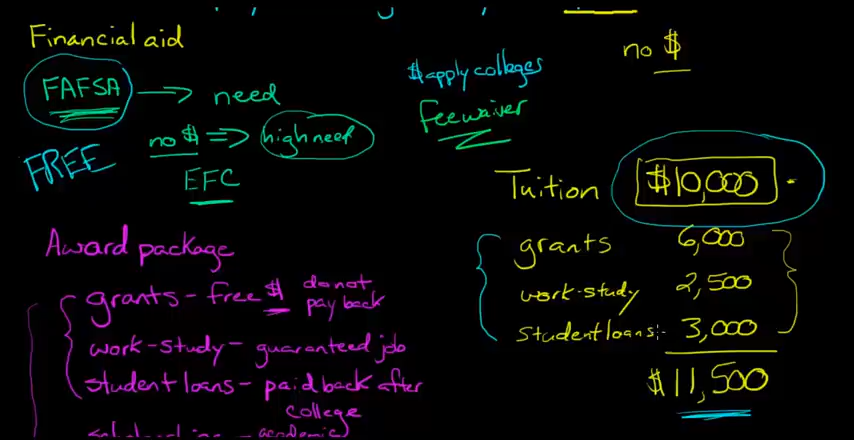 Financial aid
no $
FAFSA → need
$ apply colleges
fee waiver
no $ ⇒ high need
FREE
EFC
Tuition $10,000
Award package
grants 6,000
work-study 2,500
student loans: 3,000
$11,500
grants - free $ do not
pay back
work-study - guaranteed job
student loans - paid back after
college
academic